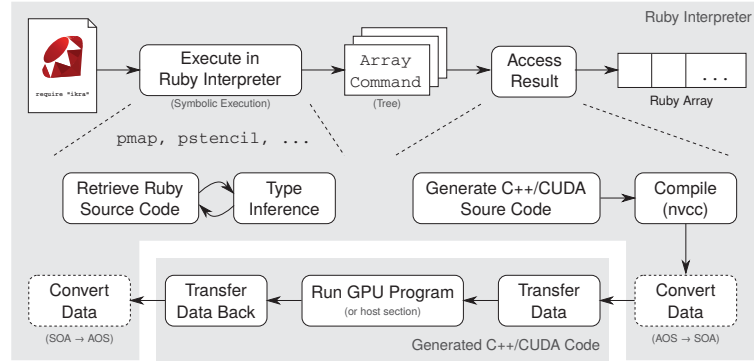 Ruby Interpreter
require "ikra"
Execute in
Ruby Interpreter
(Symbolic Execution)
Array
Command
(Tree)
Access
Result
...
Ruby Array
pmap, pstencil, ...
Retrieve Ruby
Source Code
Type
Inference
Generate C++/CUDA
Soure Code
Compile
(nvcc)
Convert
Data
(SOA → AOS)
Transfer
Data Back
Run GPU Program
(or host section)
Transfer
Data
Convert
Data
(AOS → SOA)
Generated C++/CUDA Code